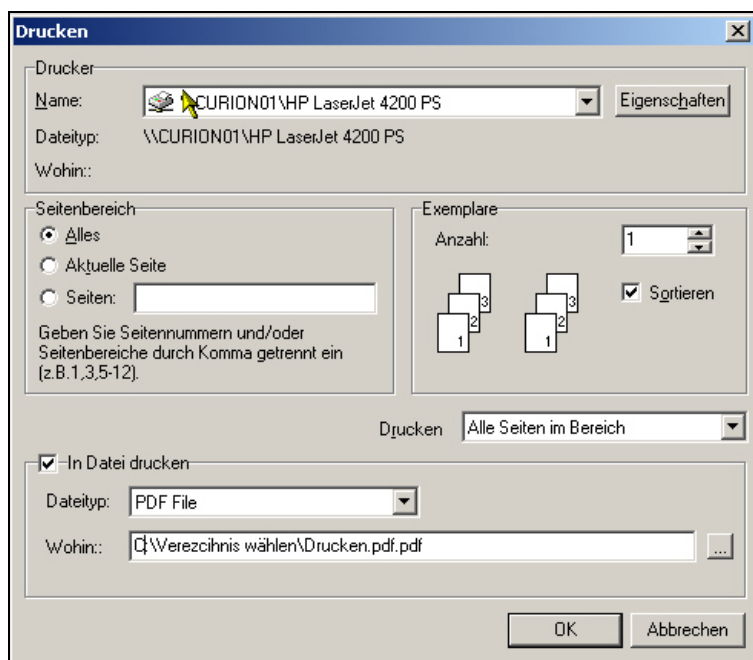 Drucken
Drucker
Name: \\CURION01\HP LaserJet 4200 PS Eigenschaften
Dateityp: \\CURION01\HP LaserJet 4200 PS
Wohin::
Seitenbereich
Alles
Aktuelle Seite
Seiten:
Geben Sie Seitennummern und/oder
Seitenbereiche durch Komma getrennt ein
(z.B.1,3,5-12).
Exemplare
Anzahl: 1
1 2 3 1 2 3
Sortieren
Drucken Alle Seiten im Bereich
In Datei drucken
Dateityp: PDF File
Wohin:: C:\Verezcihnis wählen\Drucken.pdf.pdf ...
OK Abbrechen